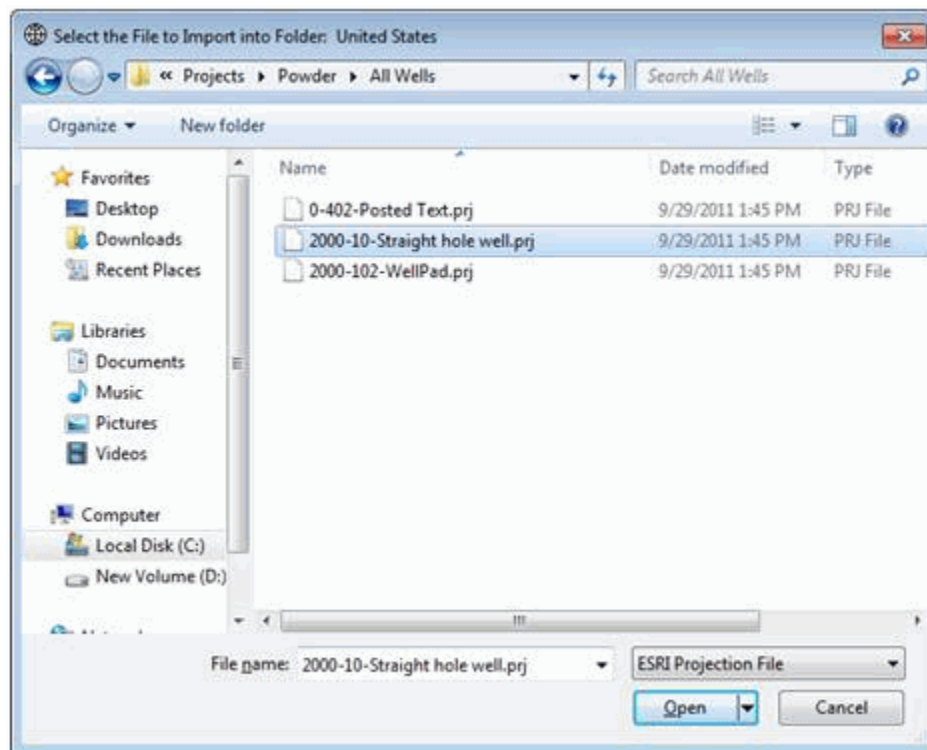 Select the File to Import into Folder: United States
« Projects ▸ Powder ▸ All Wells
Search All Wells
Organize
New folder
Name
Date modified
Type
0-402-Posted Text.prj
9/29/2011 1:45 PM
PRJ File
2000-10-Straight hole well.prj
9/29/2011 1:45 PM
PRJ File
2000-102-WellPad.prj
9/29/2011 1:45 PM
PRJ File
Favorites
Desktop
Downloads
Recent Places
Libraries
Documents
Music
Pictures
Videos
Computer
Local Disk (C:)
New Volume (D:)
File name: 2000-10-Straight hole well.prj
ESRI Projection File
Open
Cancel